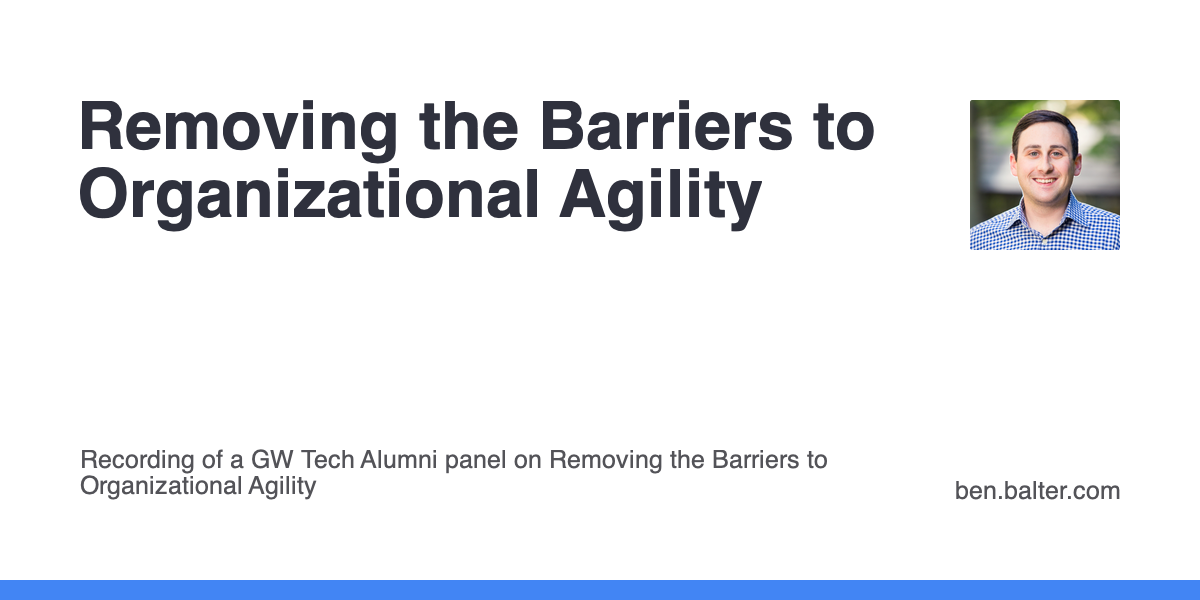 Removing the Barriers to
Organizational Agility
Recording of a GW Tech Alumni panel on Removing the Barriers to
Organizational Agility
ben.balter.com